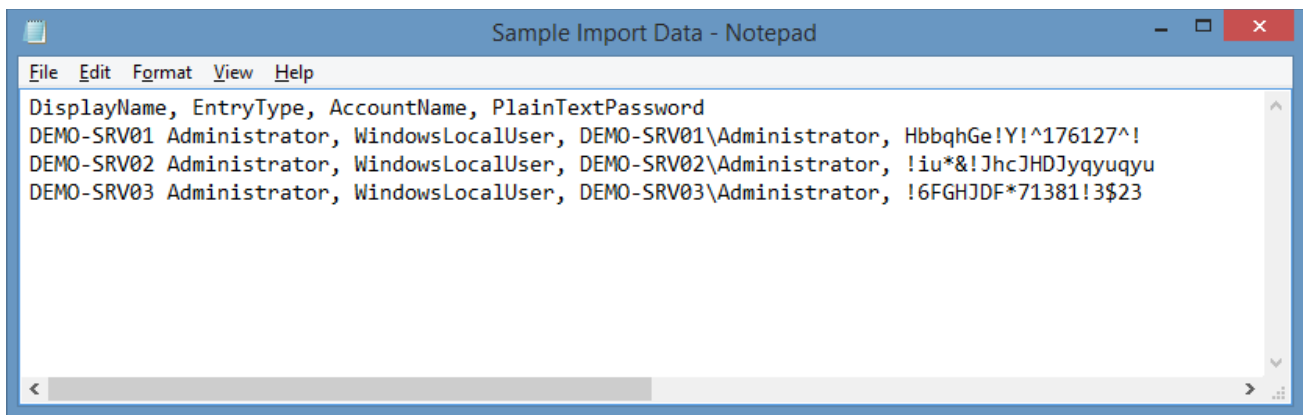 Sample Import Data - Notepad
File Edit Format View Help
DisplayName, EntryType, AccountName, PlainTextPassword
DEMO-SRV01 Administrator, WindowsLocalUser, DEMO-SRV01\Administrator, HbbqhGe!Y!^176127^!
DEMO-SRV02 Administrator, WindowsLocalUser, DEMO-SRV02\Administrator, !iu*&!JhcJHDJyqyuqyu
DEMO-SRV03 Administrator, WindowsLocalUser, DEMO-SRV03\Administrator, !6FGHJDF*71381!3$23